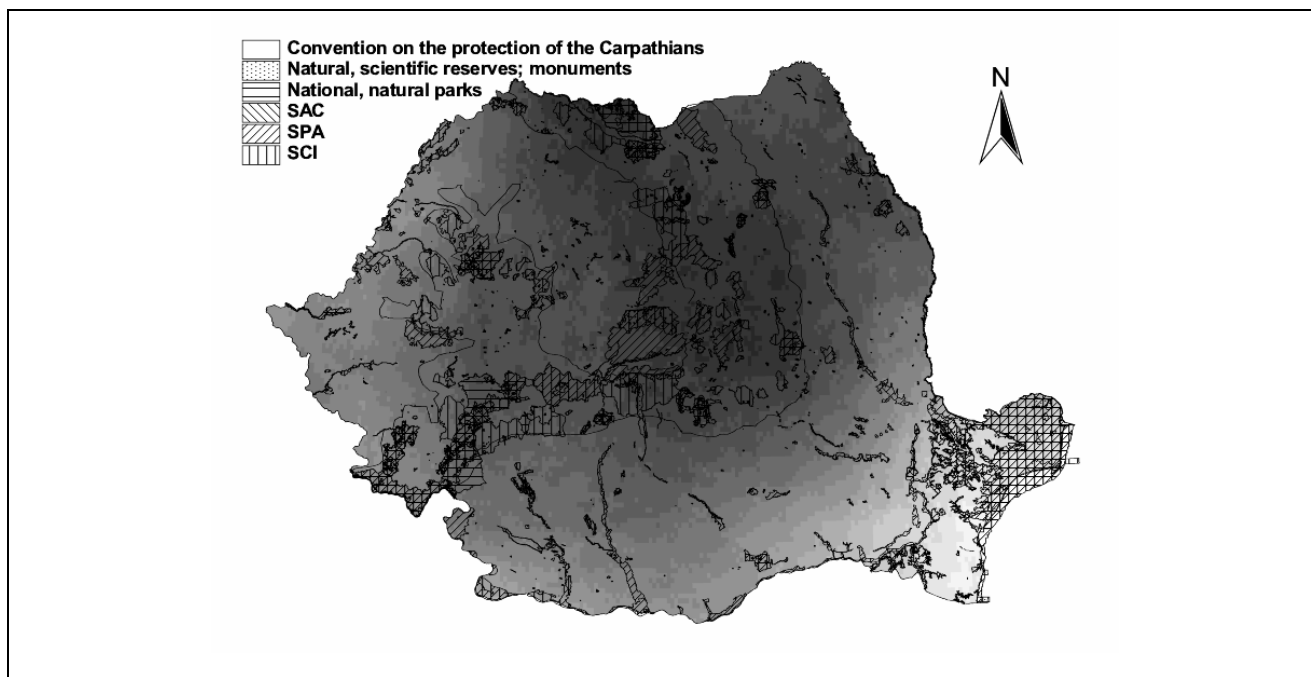 Convention on the protection of the Carpathians
Natural, scientific reserves; monuments
National, natural parks
SAC
SPA
SCI
N